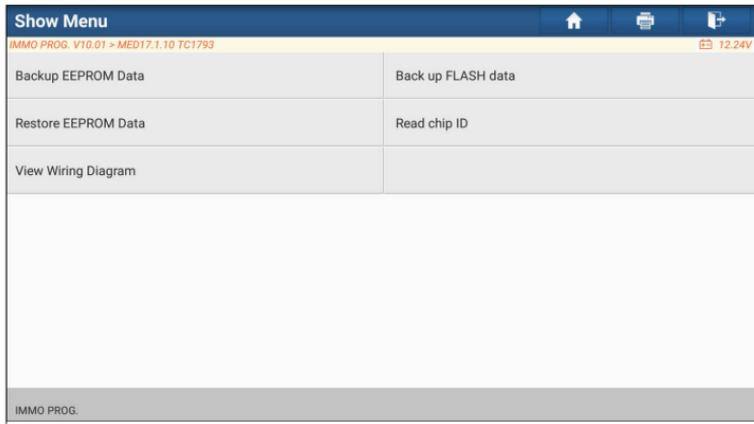 Show Menu
IMMO PROG. V10.01 > MED17.1.10 TC1793
12.24V
Backup EEPROM Data
Back up FLASH data
Restore EEPROM Data
Read chip ID
View Wiring Diagram
IMMO PROG.